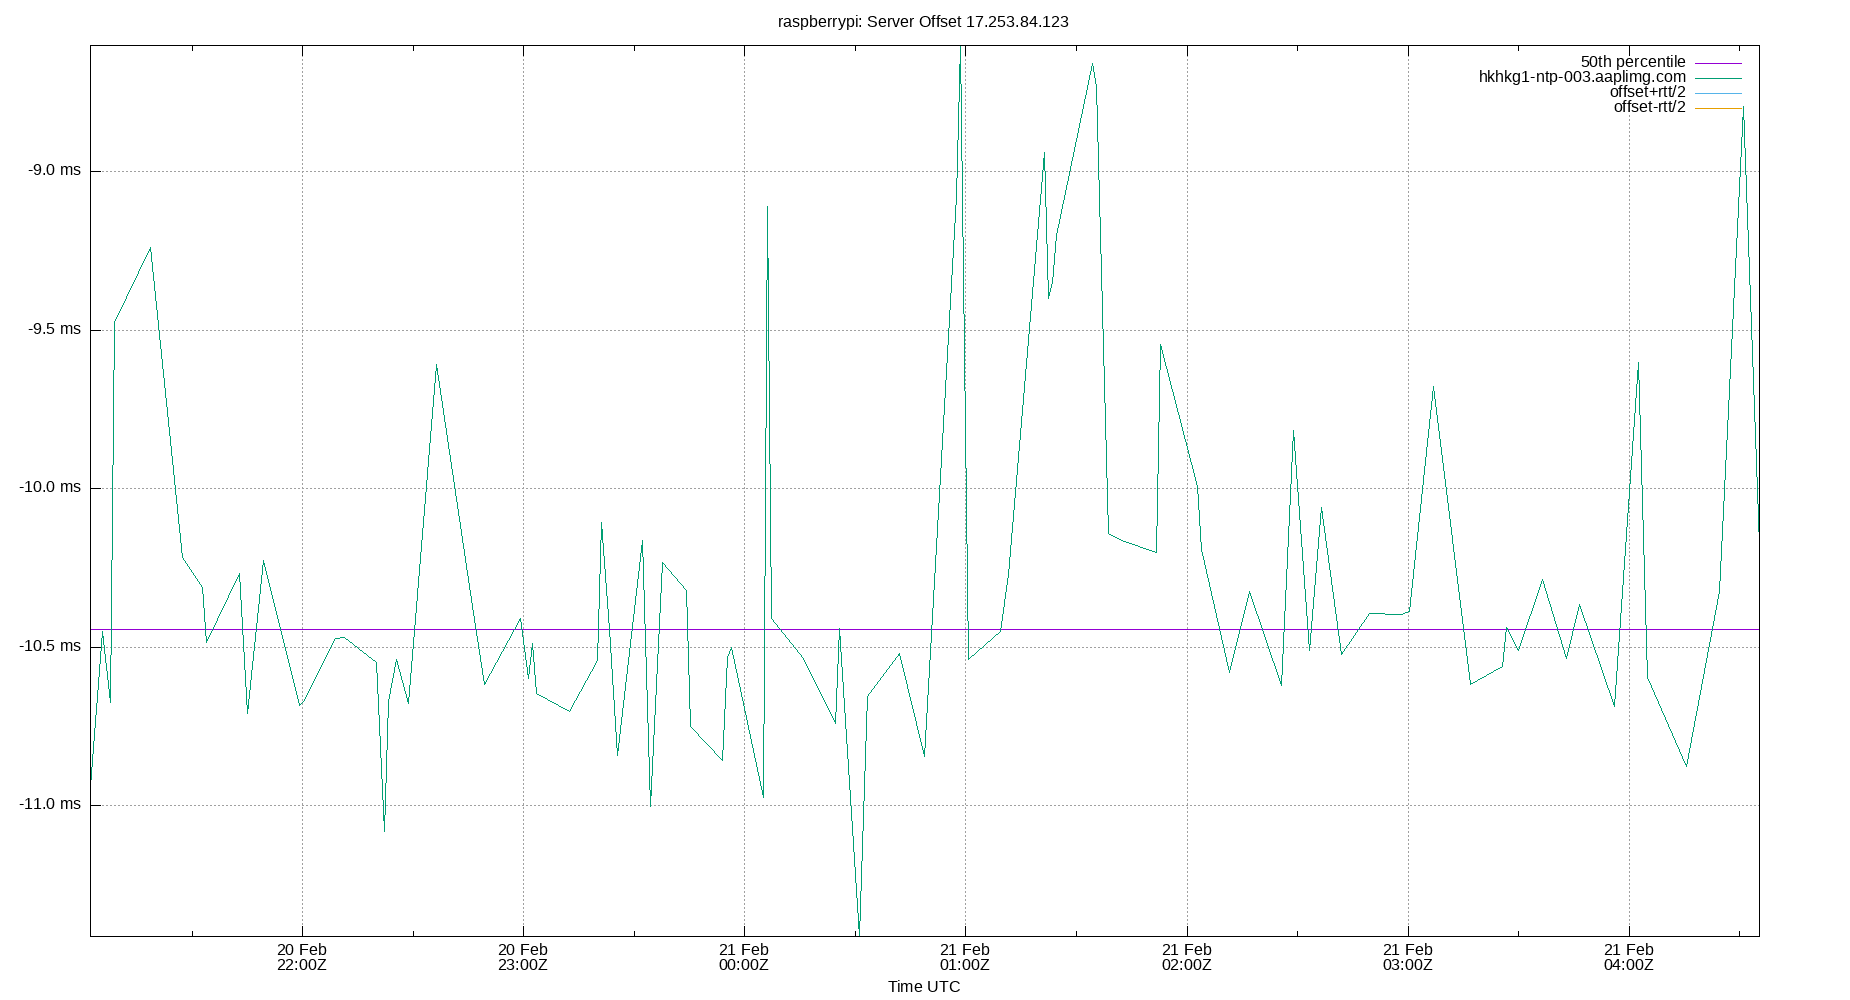 raspberrypi: Server Offset 17.253.84.123
50th percentile
hkhkg1-ntp-003.aaplimg.com
offset+rtt/2
offset-rtt/2
-9.0 ms
-9.5 ms
-10.0 ms
-10.5 ms
-11.0 ms
20 Feb
22:00Z
20 Feb
23:00Z
21 Feb
00:00Z
21 Feb
01:00Z
21 Feb
02:00Z
21 Feb
03:00Z
21 Feb
04:00Z
Time UTC